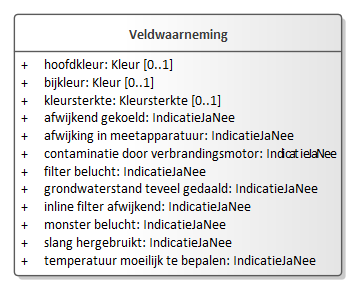 Veldwaarneming
+ hoofdkleur: Kleur [0..1]
+ bijkleur: Kleur [0..1]
+ kleursterkte: Kleursterkte [0..1]
+ afwijkend gekoeld: IndicatieJaNee
+ afwijking in meetapparatuur: IndicatieJaNee
+ contaminatie door verbrandingsmotor: IndicatieJaNee
+ filter belucht: IndicatieJaNee
+ grondwaterstand teveel gedaald: IndicatieJaNee
+ inline filter afwijkend: IndicatieJaNee
+ monster belucht: IndicatieJaNee
+ slang hergebruikt: IndicatieJaNee
+ temperatuur moeilijk te bepalen: IndicatieJaNee